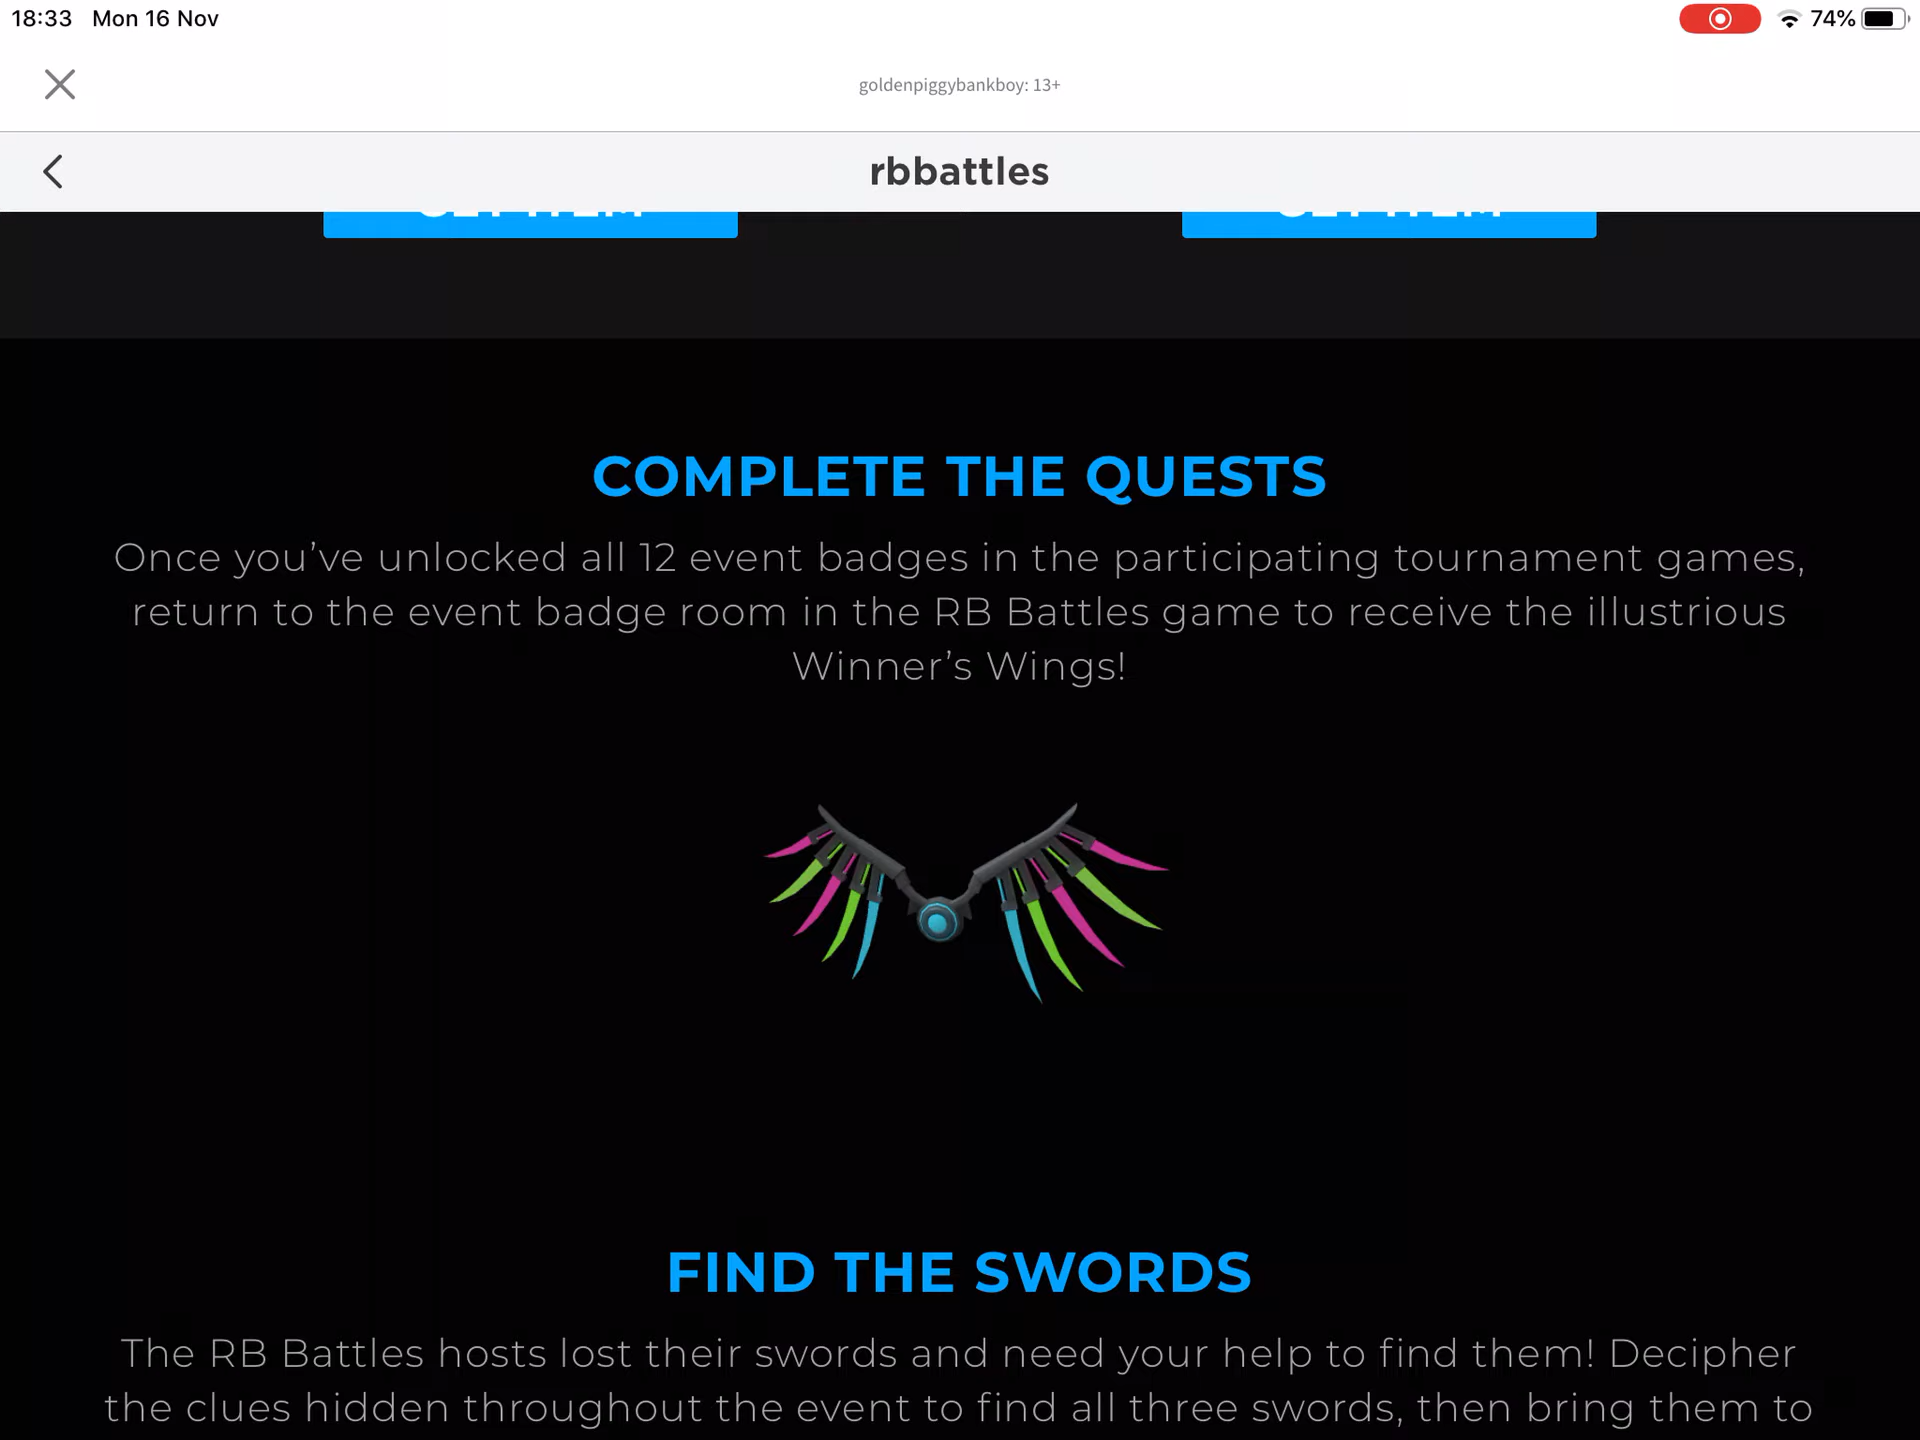 18:33 Mon 16 Nov
74%
goldenpiggybankboy: 13+
rbbattles
COMPLETE THE QUESTS
Once you’ve unlocked all 12 event badges in the participating tournament games,
return to the event badge room in the RB Battles game to receive the illustrious
Winner’s Wings!
FIND THE SWORDS
The RB Battles hosts lost their swords and need your help to find them! Decipher
the clues hidden throughout the event to find all three swords, then bring them to